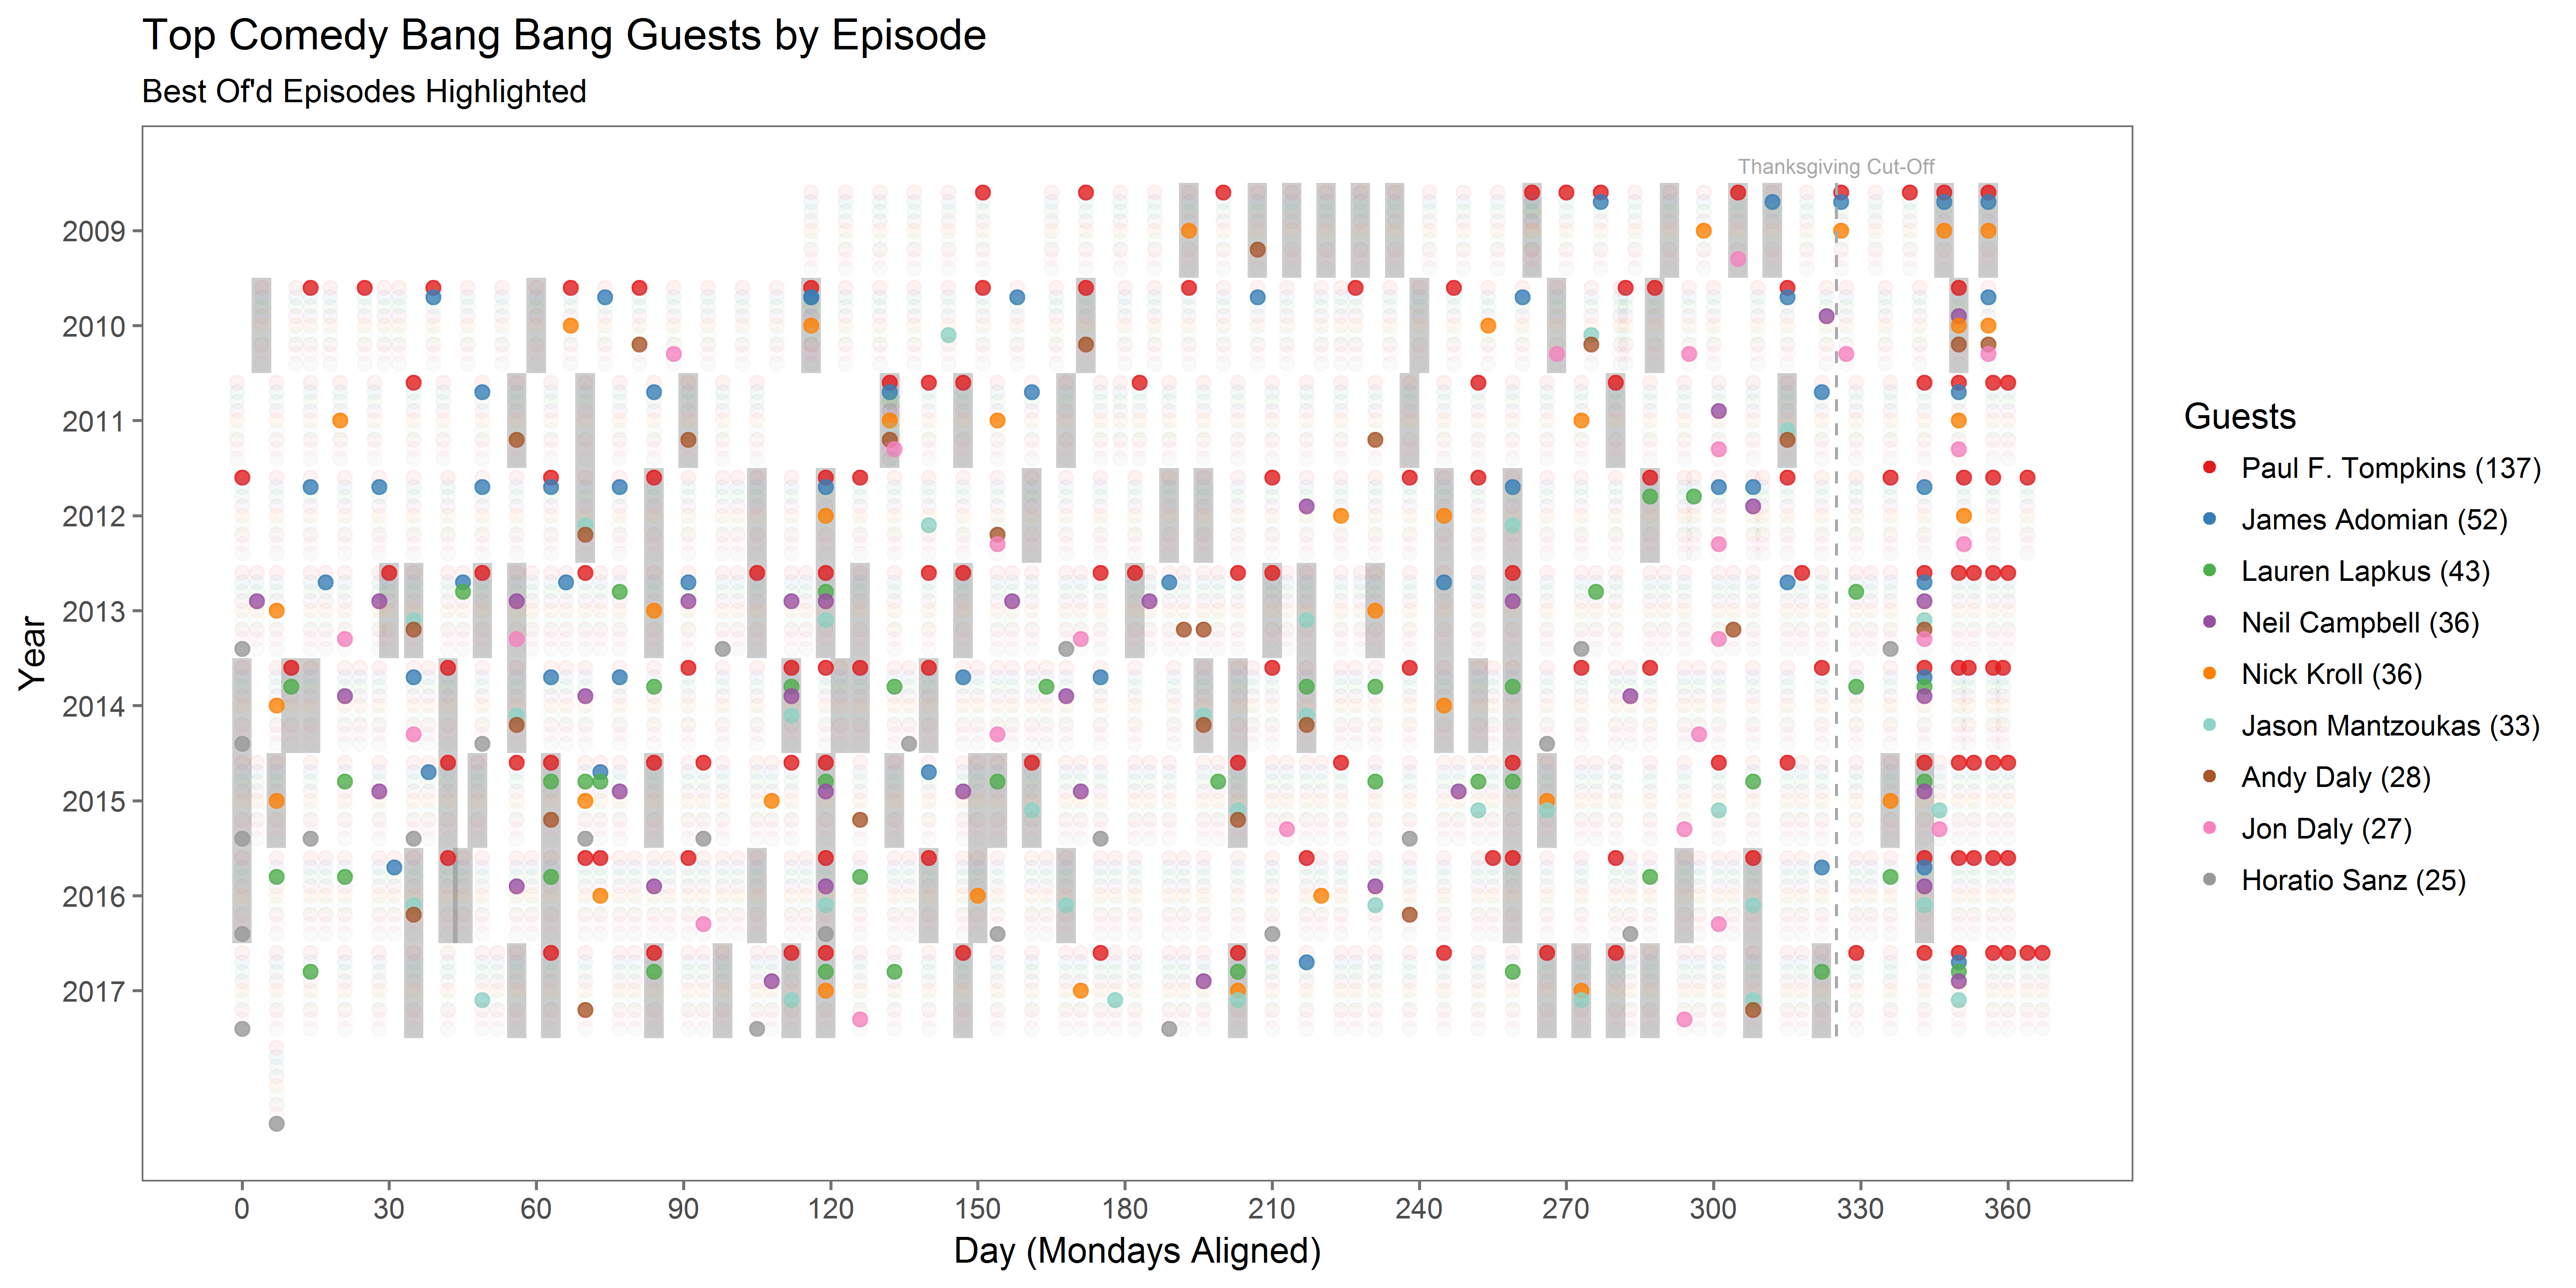 Top Comedy Bang Bang Guests by Episode
Best Of'd Episodes Highlighted
Thanksgiving Cut-Off
2009
2010
2011
2012
2013
2014
2015
2016
2017
Year
0 30 60 90 120 150 180 210 240 270 300 330 360
Day (Mondays Aligned)
Guests
Paul F. Tompkins (137)
James Adomian (52)
Lauren Lapkus (43)
Neil Campbell (36)
Nick Kroll (36)
Jason Mantzoukas (33)
Andy Daly (28)
Jon Daly (27)
Horatio Sanz (25)